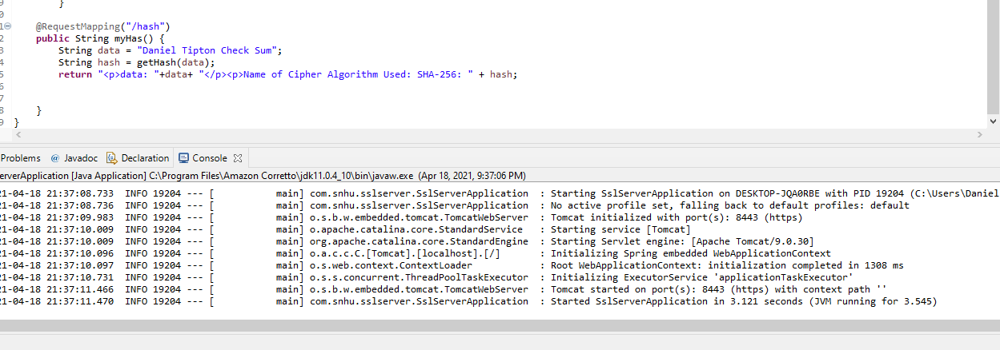 }
@RequestMapping("/hash")
public String myHas() {
String data = "Daniel Tipton Check Sum";
String hash = getHash(data);
return "<p>data: "+data+ "</p><p>Name of Cipher Algorithm Used: SHA-256: " + hash;
}
}
Problems @ Javadoc Declaration Console
erverApplication [Java Application] C:\Program Files\Amazon Corretto\jdk11.0.4_10\bin\javaw.exe (Apr 18, 2021, 9:37:06 PM)
21-04-18 21:37:08.733 INFO 19204 --- [ main] com.snhu.sslserver.SslServerApplication : Starting SslServerApplication on DESKTOP-JQA0RBE with PID 19204 (C:\Users\Daniel
21-04-18 21:37:08.736 INFO 19204 --- [ main] com.snhu.sslserver.SslServerApplication : No active profile set, falling back to default profiles: default
21-04-18 21:37:09.983 INFO 19204 --- [ main] o.s.b.w.embedded.tomcat.TomcatWebServer : Tomcat initialized with port(s): 8443 (https)
21-04-18 21:37:10.009 INFO 19204 --- [ main] o.apache.catalina.core.StandardService : Starting service [Tomcat]
21-04-18 21:37:10.009 INFO 19204 --- [ main] org.apache.catalina.core.StandardEngine : Starting Servlet engine: [Apache Tomcat/9.0.30]
21-04-18 21:37:10.096 INFO 19204 --- [ main] o.a.c.c.C.[Tomcat].[localhost].[/] : Initializing Spring embedded WebApplicationContext
21-04-18 21:37:10.097 INFO 19204 --- [ main] o.s.web.context.ContextLoader : Root WebApplicationContext: initialization completed in 1308 ms
21-04-18 21:37:10.731 INFO 19204 --- [ main] o.s.s.concurrent.ThreadPoolTaskExecutor : Initializing ExecutorService 'applicationTaskExecutor'
21-04-18 21:37:11.466 INFO 19204 --- [ main] o.s.b.w.embedded.tomcat.TomcatWebServer : Tomcat started on port(s): 8443 (https) with context path ''
21-04-18 21:37:11.470 INFO 19204 --- [ main] com.snhu.sslserver.SslServerApplication : Started SslServerApplication in 3.121 seconds (JVM running for 3.545)